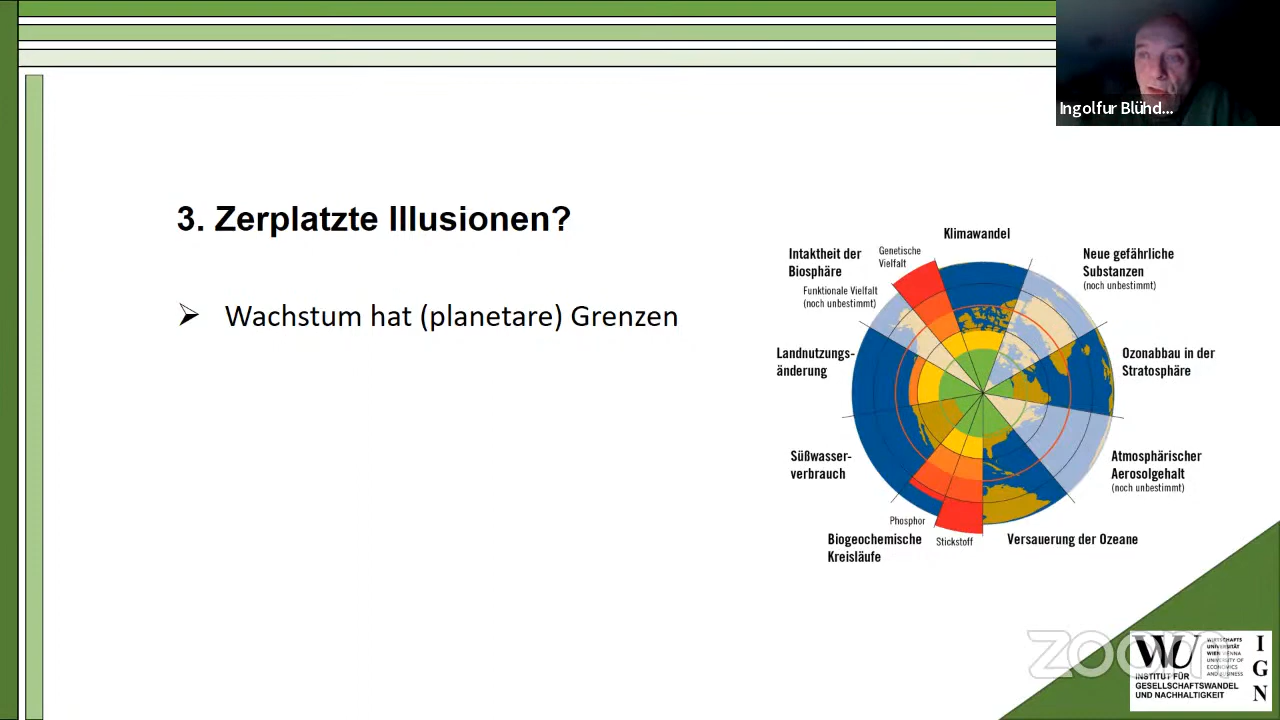 Ingolfur Blühd...
3. Zerplatzte Illusionen?
➢ Wachstum hat (planetare) Grenzen
Klimawandel
Genetische
Vielfalt
Intaktheit der
Biosphäre
Funktionale Vielfalt
(noch unbestimmt)
Neue gefährliche
Substanzen
(noch unbestimmt)
Landnutzungs-
änderung
Ozonabbau in der
Stratosphäre
Süßwasser-
verbrauch
Atmosphärischer
Aerosolgehalt
(noch unbestimmt)
Phosphor
Biogeochemische
Kreisläufe
Stickstoff
Versauerung der Ozeane
zoom
WU
WIRTSCHAFTS
UNIVERSITÄT
WIEN VIENNA
UNIVERSITY OF
ECONOMICS
AND BUSINESS
INSTITUT FÜR
GESELLSCHAFTSWANDEL
UND NACHHALTIGKEIT
I
G
N